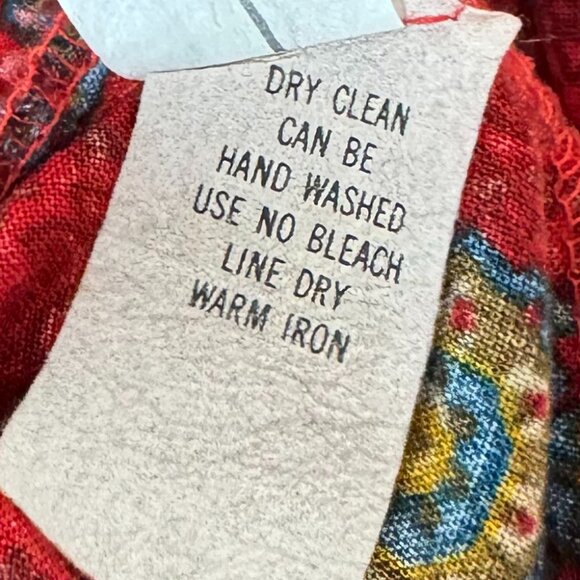 DRY CLEAN
CAN BE
HAND WASHED
USE NO BLEACH
LINE DRY
WARM IRON